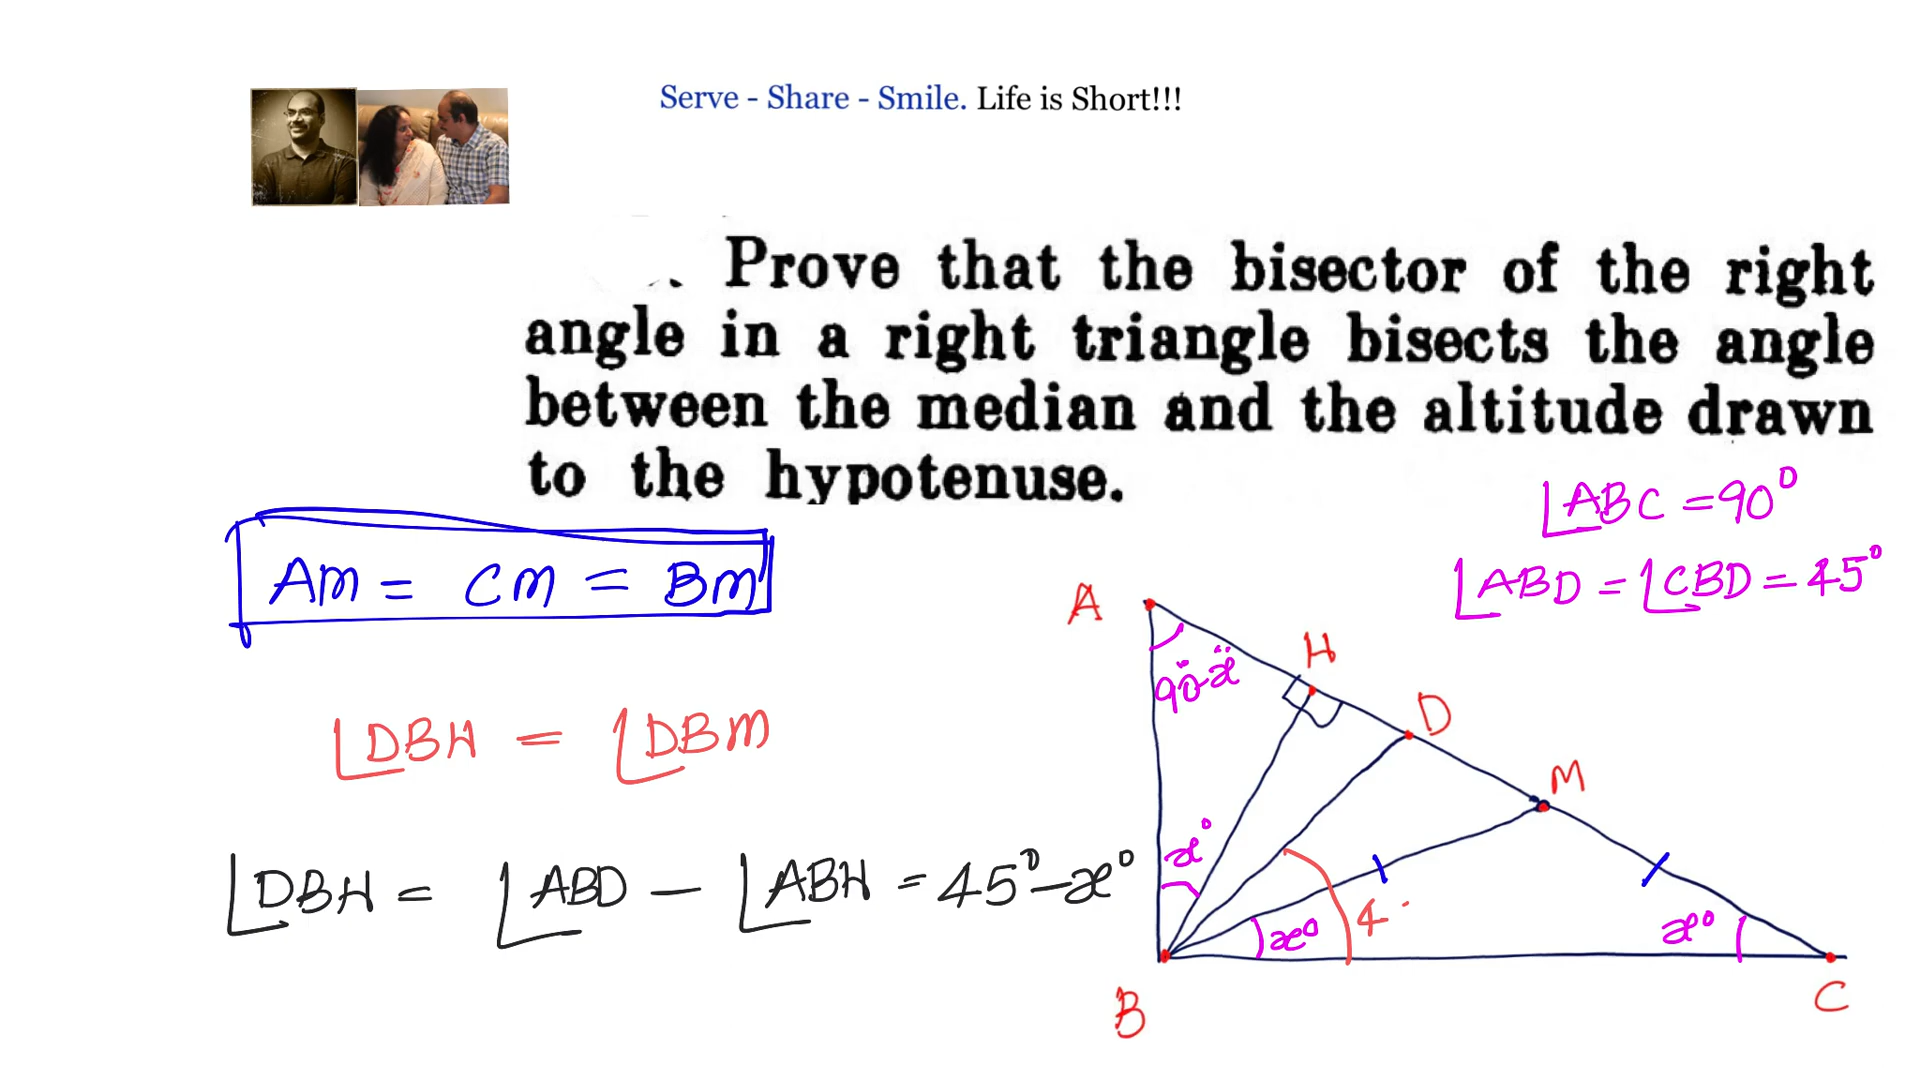 Serve - Share - Smile. Life is Short!!!
Prove that the bisector of the right
angle in a right triangle bisects the angle
between the median and the altitude drawn
to the hypotenuse.
∠ABC = 90°
∠ABD = ∠CBD = 45°
AM = CM = BM
∠DBH = ∠DBM
∠DBH = ∠ABD - ∠ABH = 45° - x°
A
H
90°-x°
D
M
x°
x°
4
x°
B
C